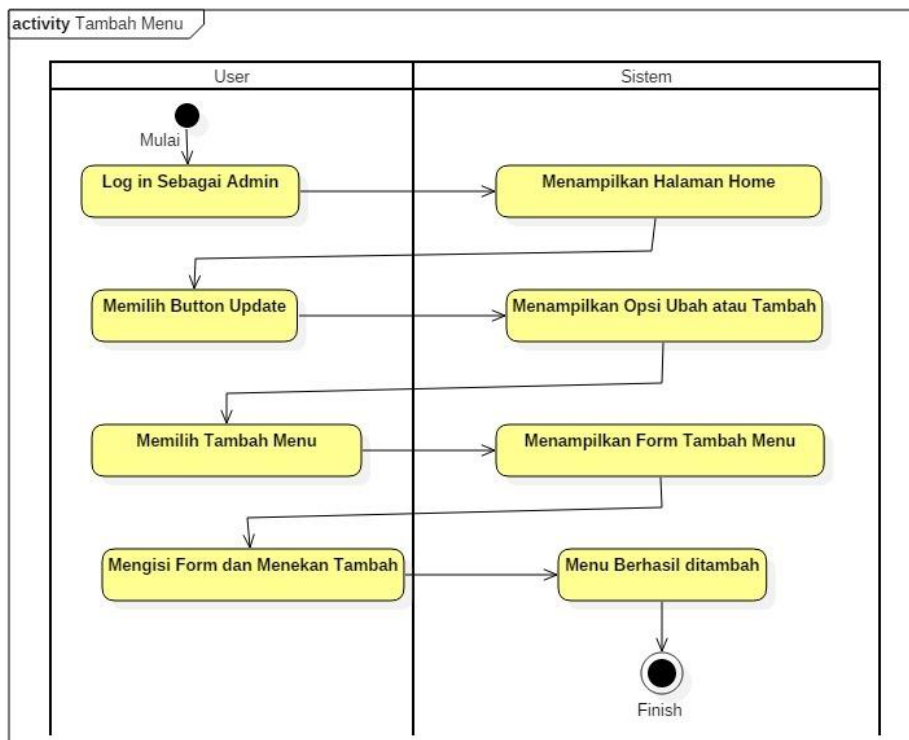 activity Tambah Menu
User
Sistem
Mulai
Log in Sebagai Admin
Menampilkan Halaman Home
Memilih Button Update
Menampilkan Opsi Ubah atau Tambah
Memilih Tambah Menu
Menampilkan Form Tambah Menu
Mengisi Form dan Menekan Tambah
Menu Berhasil ditambah
Finish